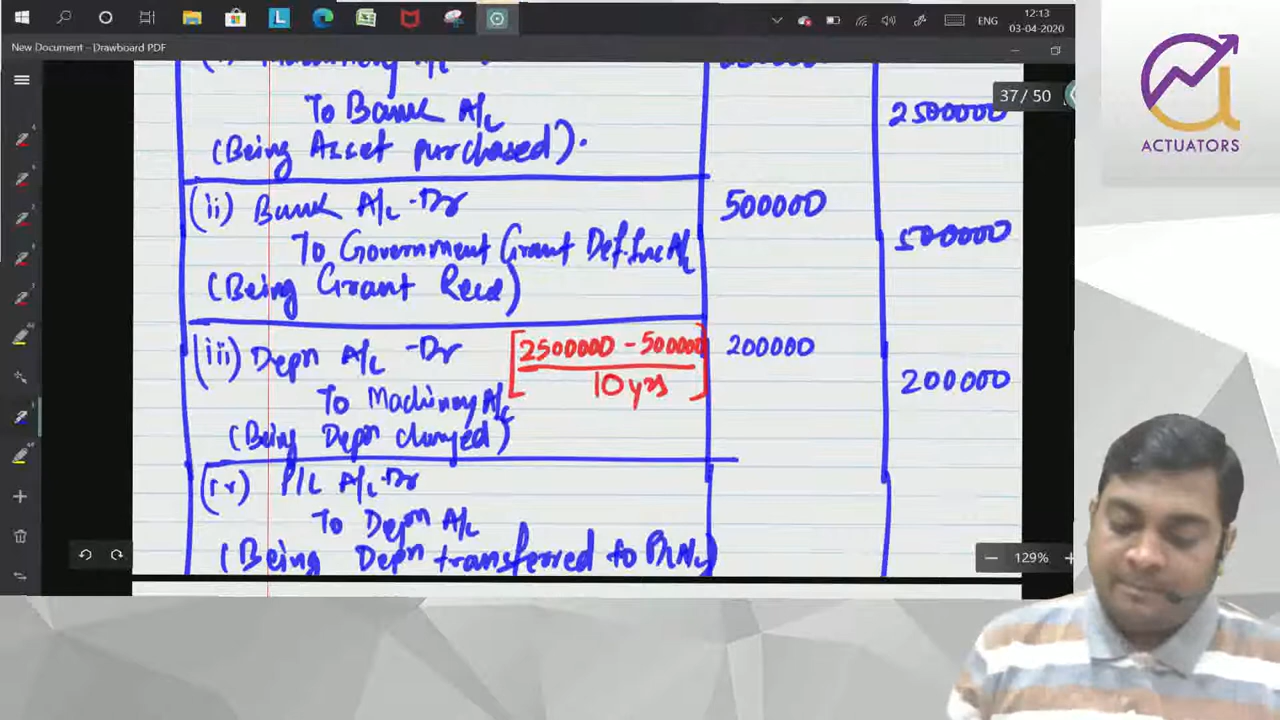 12:13
ENG
03-04-2020
New Document – Drawboard PDF
37 / 50
(i) Machinery A/c
To Bank A/c
2500000
(Being Asset purchased).
(ii) Bank A/c -Dr 500000
To Government Grant Def. Inc A/c 500000
(Being Grant Recd)
(iii) Depn A/c -Dr [2500000 - 500000 200000
10 yrs]
To Machinery A/c 200000
(Being Depn charged)
(iv) P/L A/c -Dr
To Depn A/c
(Being Depn transferred to P/L A/c)
129%
ACTUATORS